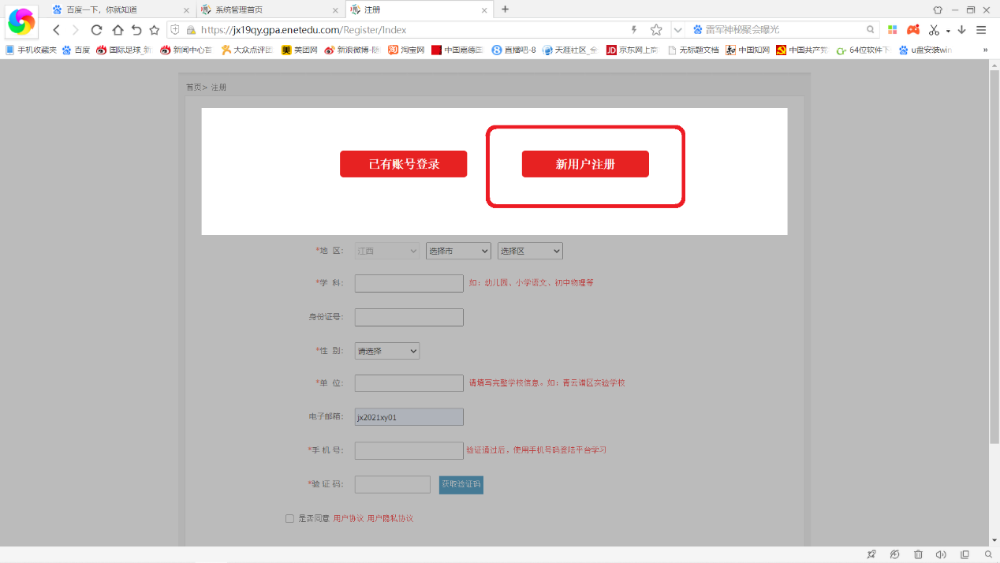 百度一下，你就知道
系统管理首页
注册
https://jx19qy.gpa.enetedu.com/Register/Index
雷军神秘聚会曝光
手机收藏夹 百度 国际足球_新 新闻中心首 大众点评团 美团网 新浪微博-随 淘宝网 中国嘉德国 直播吧-8 天涯社区_全 京东网上商 无标题文档 中国知网 中国共产党 64位软件下 u盘安装win
首页> 注册
已有账号登录 新用户注册
*地 区： 江西 选择市 选择区
*学 科： 如：幼儿园、小学语文、初中物理等
身份证号：
*性 别： 请选择
*单 位： 请填写完整学校信息。如：青云谱区实验学校
电子邮箱： jx2021xy01
*手 机 号： 验证通过后，使用手机号码登陆平台学习
*验 证 码： 获取验证码
是否同意 用户协议 用户隐私协议